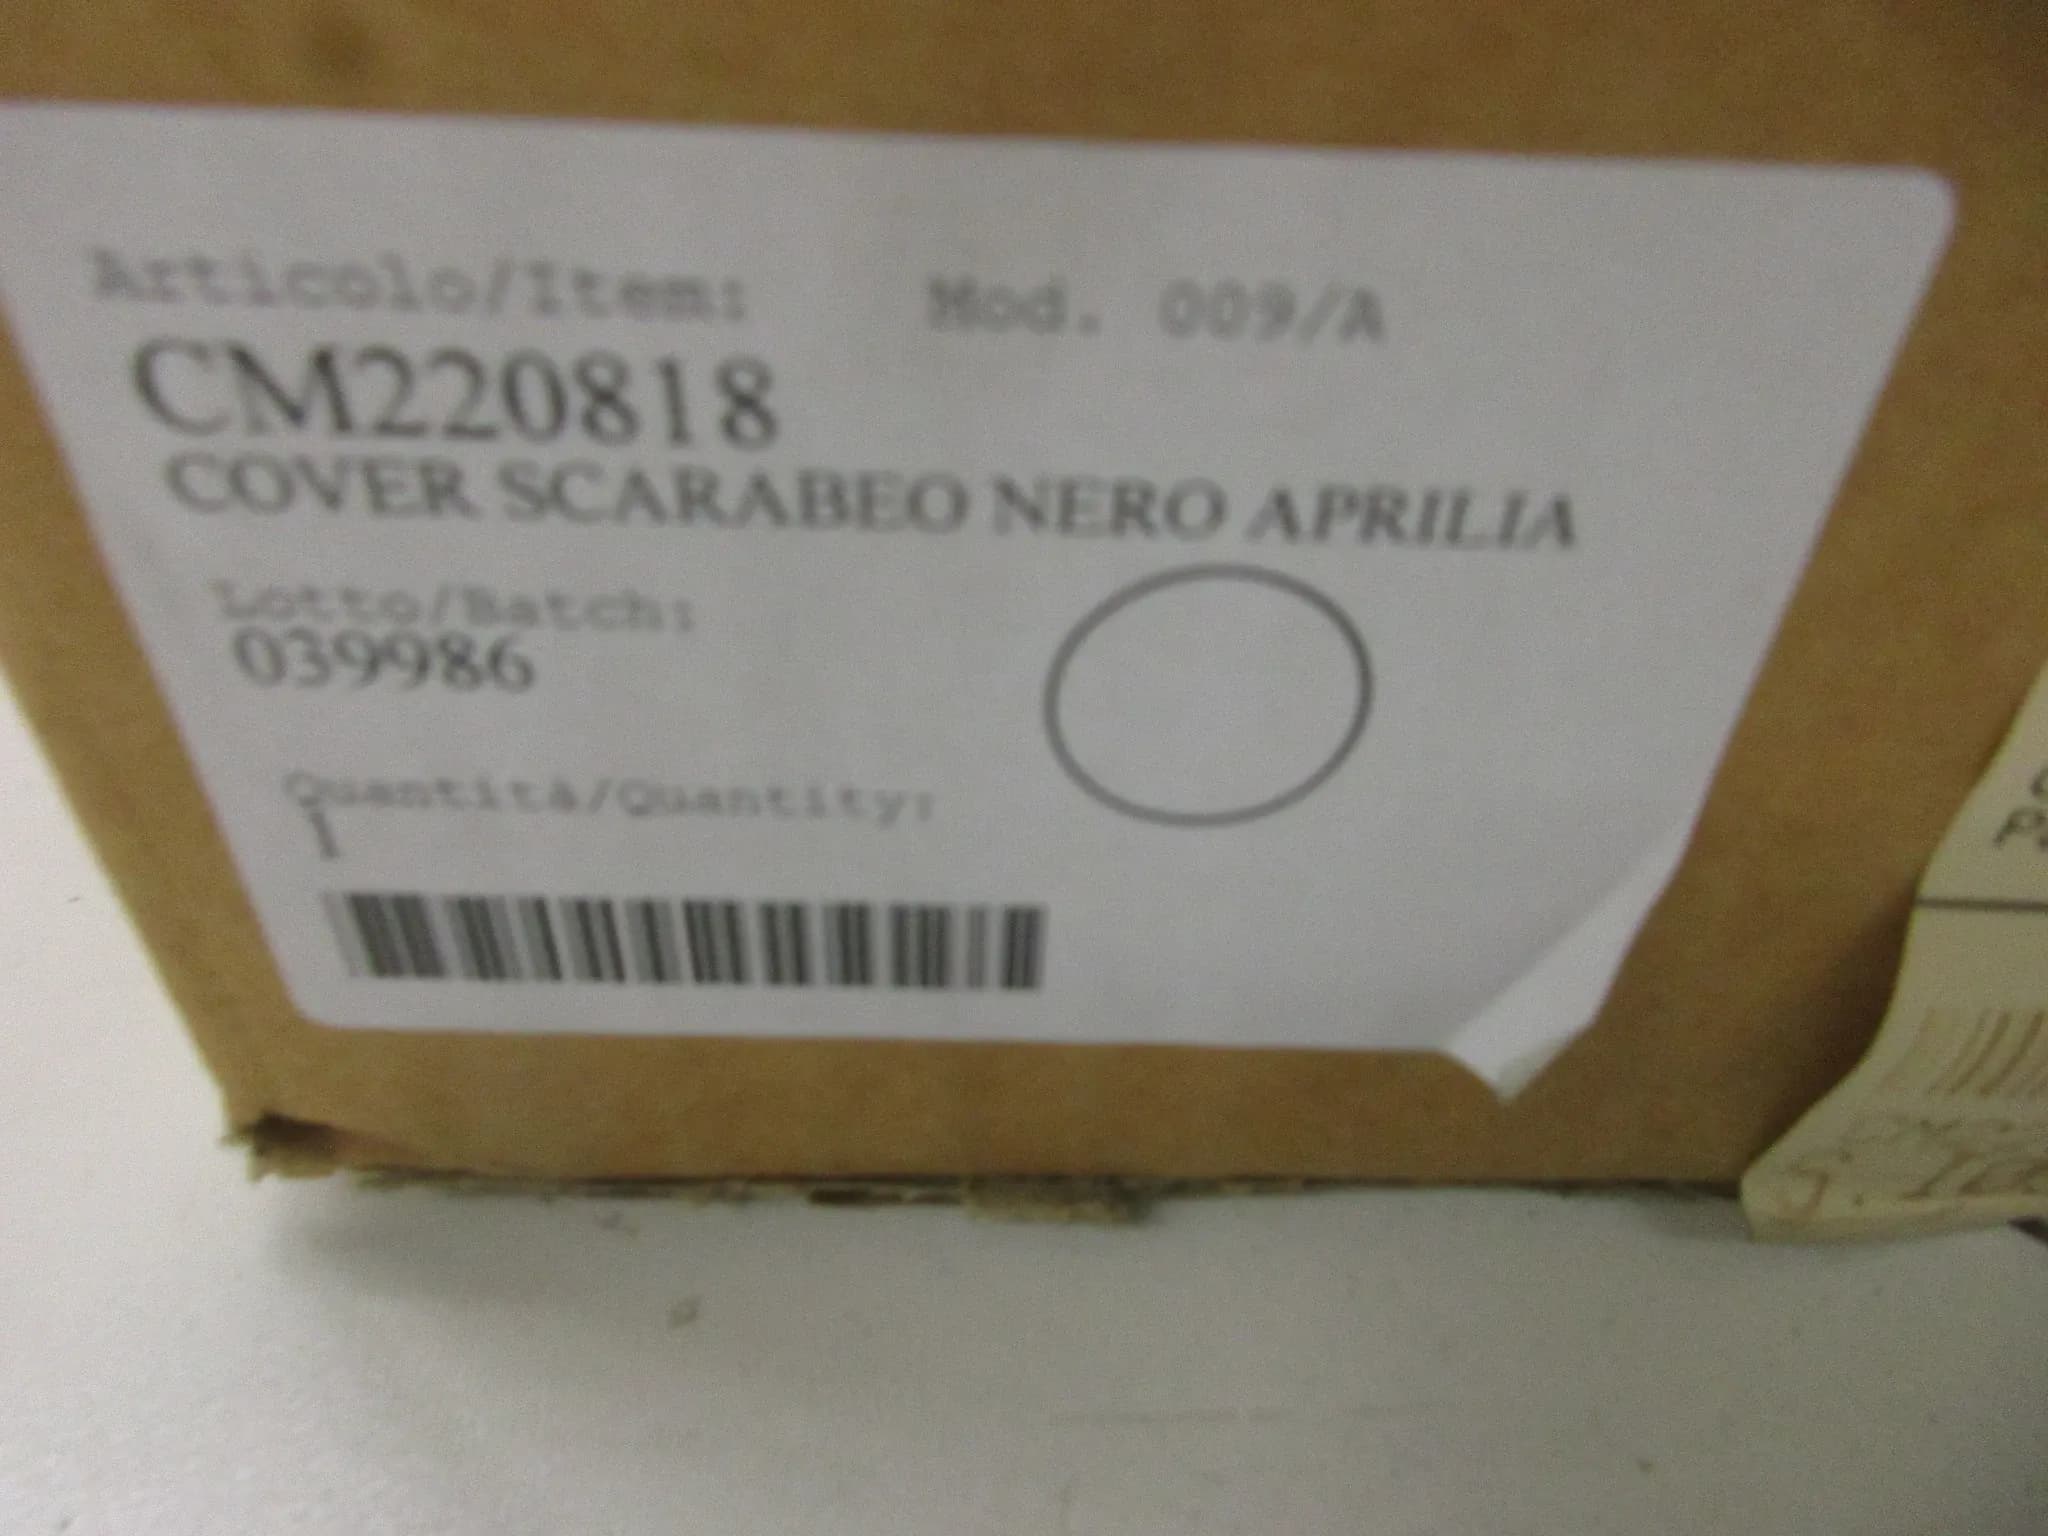 Articolo/Item: Mod. 009/A
CM220818
COVER SCARABEO NERO APRILIA
Lotto/Batch:
039986
Quantità/Quantity:
1